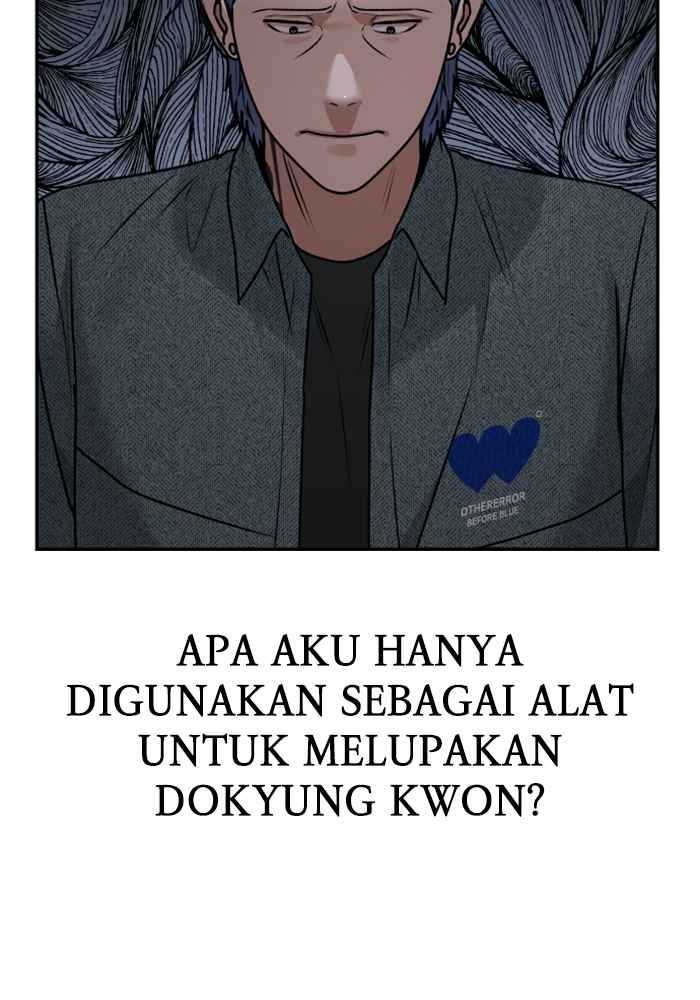 OTHERERROR
BEFORE BLUE
APA AKU HANYA
DIGUNAKAN SEBAGAI ALAT
UNTUK MELUPAKAN
DOKYUNG KWON?